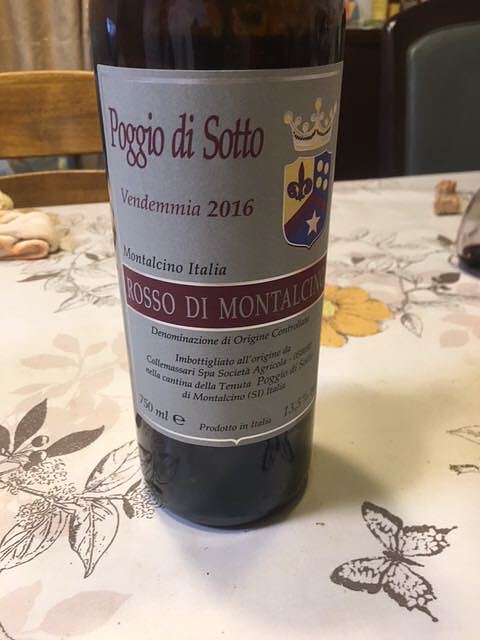 Poggio di Sotto
Vendemmia 2016
Montalcino Italia
ROSSO DI MONTALCINO
Denominazione di Origine Controllata
Imbottigliato all'origine da
Collemassari Spa Società Agricola -
nella cantina della Tenuta Poggio di Sotto
di Montalcino (SI) Italia
750 ml e
13,5%
Prodotto in Italia